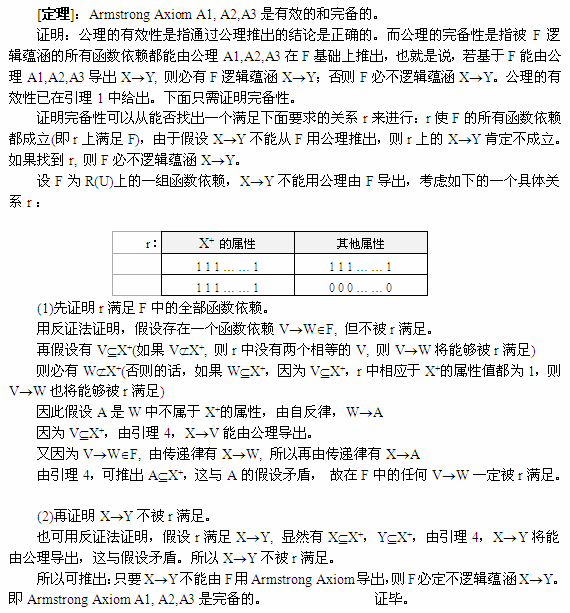 [定理]：Armstrong Axiom A1, A2,A3 是有效的和完备的。
证明：公理的有效性是指通过公理推出的结论是正确的。而公理的完备性是指被 F 逻
辑蕴涵的所有函数依赖都能由公理 A1,A2,A3 在 F 基础上推出，也就是说，若基于 F 能由公
理 A1,A2,A3 导出 X→Y, 则必有 F 逻辑蕴涵 X→Y；否则 F 必不逻辑蕴涵 X→Y。公理的有
效性已在引理 1 中给出。下面只需证明完备性。
证明完备性可以从能否找出一个满足下面要求的关系 r 来进行：r 使 F 的所有函数依赖
都成立(即 r 上满足 F)，由于假设 X→Y 不能从 F 用公理推出，则 r 上的 X→Y 肯定不成立。
如果找到 r, 则 F 必不逻辑蕴涵 X→Y。
设 F 为 R(U)上的一组函数依赖，X→Y 不能用公理由 F 导出，考虑如下的一个具体关
系 r：
r： X⁺ 的属性 其他属性
1 1 1 … … 1 1 1 1 … … 1
1 1 1 … … 1 0 0 0 … … 0
(1)先证明 r 满足 F 中的全部函数依赖。
用反证法证明，假设存在一个函数依赖 V→W∈F, 但不被 r 满足。
再假设有 V⊆X⁺(如果 V⊄X⁺, 则 r 中没有两个相等的 V, 则 V→W 将能够被 r 满足)
则必有 W⊄X⁺(否则的话，如果 W⊆X⁺，因为 V⊆X⁺，r 中相应于 X⁺的属性值都为 1，则
V→W 也将能够被 r 满足)
因此假设 A 是 W 中不属于 X⁺的属性，由自反律，W→A
因为 V⊆X⁺，由引理 4，X→V 能由公理导出。
又因为 V→W∈F, 由传递律有 X→W, 所以再由传递律有 X→A
由引理 4，可推出 A⊆X⁺，这与 A 的假设矛盾， 故在 F 中的任何 V→W 一定被 r 满足。
(2)再证明 X→Y 不被 r 满足。
也可用反证法证明，假设 r 满足 X→Y, 显然有 X⊆X⁺，Y⊆X⁺，由引理 4，X→Y 将能
由公理导出，这与假设矛盾。所以 X→Y 不被 r 满足。
所以可推出：只要 X→Y 不能由 F 用 Armstrong Axiom 导出，则 F 必定不逻辑蕴涵 X→Y。
即 Armstrong Axiom A1, A2,A3 是完备的。 证毕。